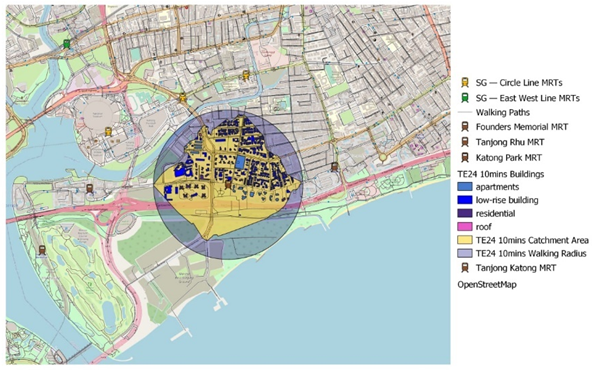 SG — Circle Line MRTs
SG — East West Line MRTs
Walking Paths
Founders Memorial MRT
Tanjong Rhu MRT
Katong Park MRT
TE24 10mins Buildings
apartments
low-rise building
residential
roof
TE24 10mins Catchment Area
TE24 10mins Walking Radius
Tanjong Katong MRT
OpenStreetMap